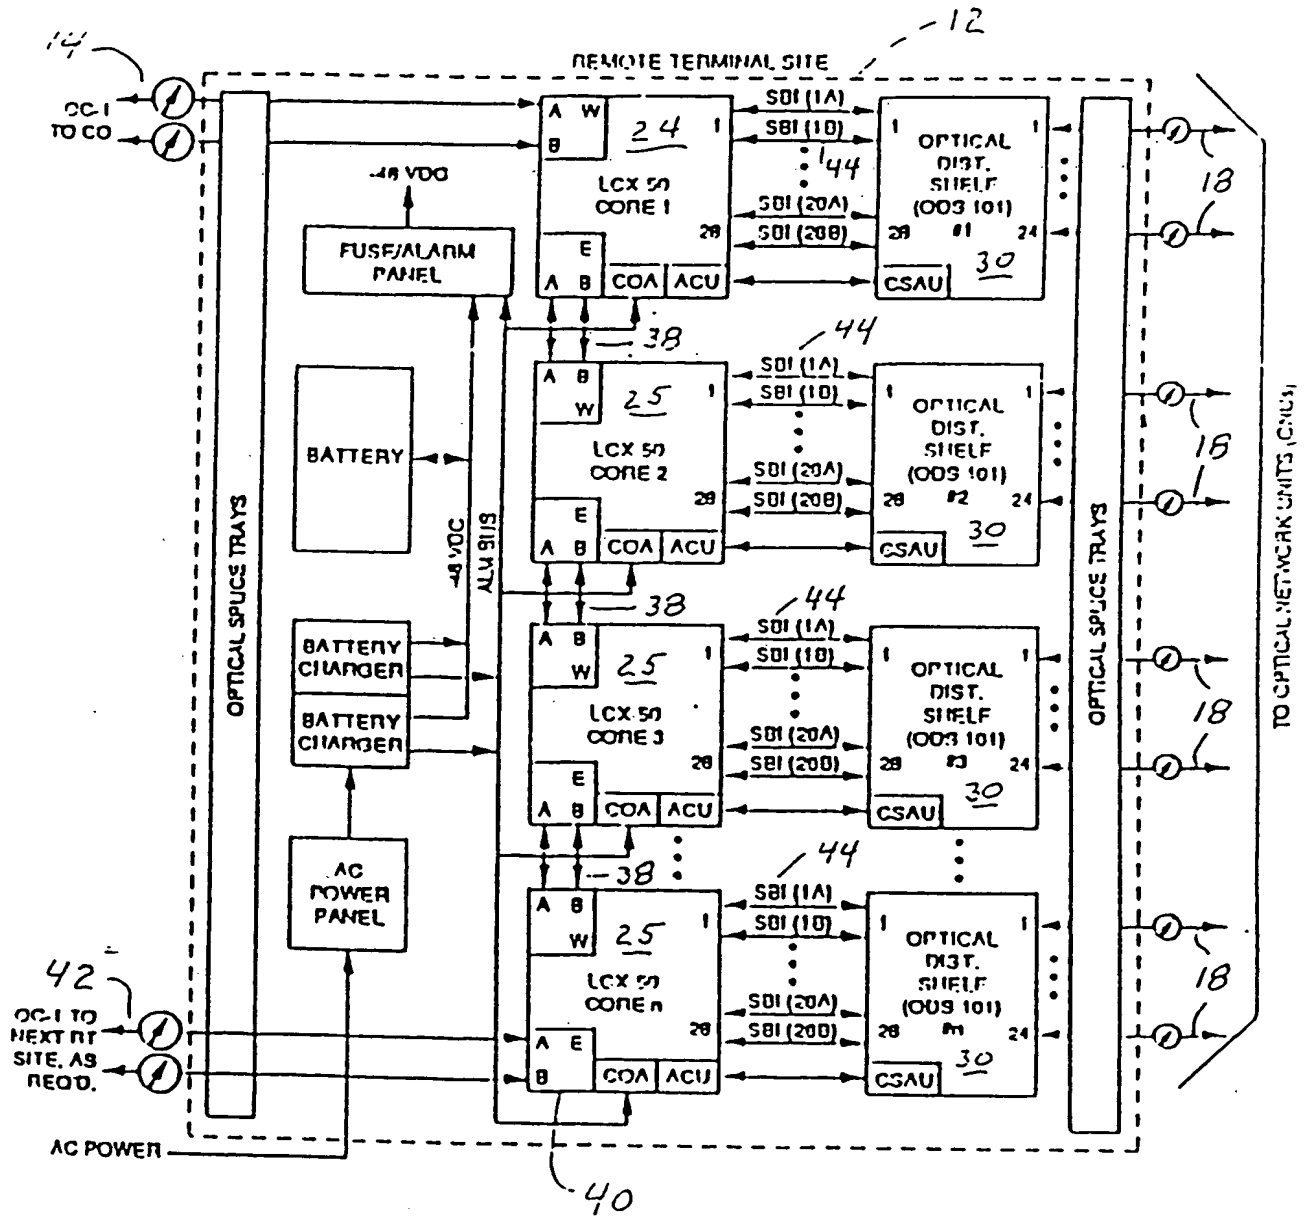 12
REMOTE TERMINAL SITE
14
OC-1
TO CO
OPTICAL SPLICE TRAYS
-48 VDC
FUSE/ALARM
PANEL
BATTERY
-48 VDC
ALM BUS
BATTERY
CHARGER
BATTERY
CHARGER
AC
POWER
PANEL
42
OC-1 TO
NEXT RT
SITE, AS
REQ'D.
AC POWER
A W
B
24
1
LCX 50
CORE 1
28
E
A B
COA ACU
SBI (1A)
SBI (1B)
44
SBI (20A)
SBI (20B)
1 1
OPTICAL
DIST.
SHELF
(ODS 101)
28 #1 24
30
CSAU
18
38
A B
W
25
1
LCX 50
CORE 2
28
E
A B
COA ACU
44
SBI (1A)
SBI (1B)
SBI (20A)
SBI (20B)
1 1
OPTICAL
DIST.
SHELF
(ODS 101)
28 #2 24
30
CSAU
18
38
A B
W
25
1
LCX 50
CORE 3
28
E
A B
COA ACU
44
SBI (1A)
SBI (1B)
SBI (20A)
SBI (20B)
1 1
OPTICAL
DIST.
SHELF
(ODS 101)
28 #3 24
30
CSAU
18
38
A B
W
25
1
LCX 50
CORE n
28
A E
B
COA ACU
40
44
SBI (1A)
SBI (1B)
SBI (20A)
SBI (20B)
1 1
OPTICAL
DIST.
SHELF
(ODS 101)
28 #n 24
30
CSAU
18
OPTICAL SPLICE TRAYS
TO OPTICAL NETWORK UNITS (ONUs)